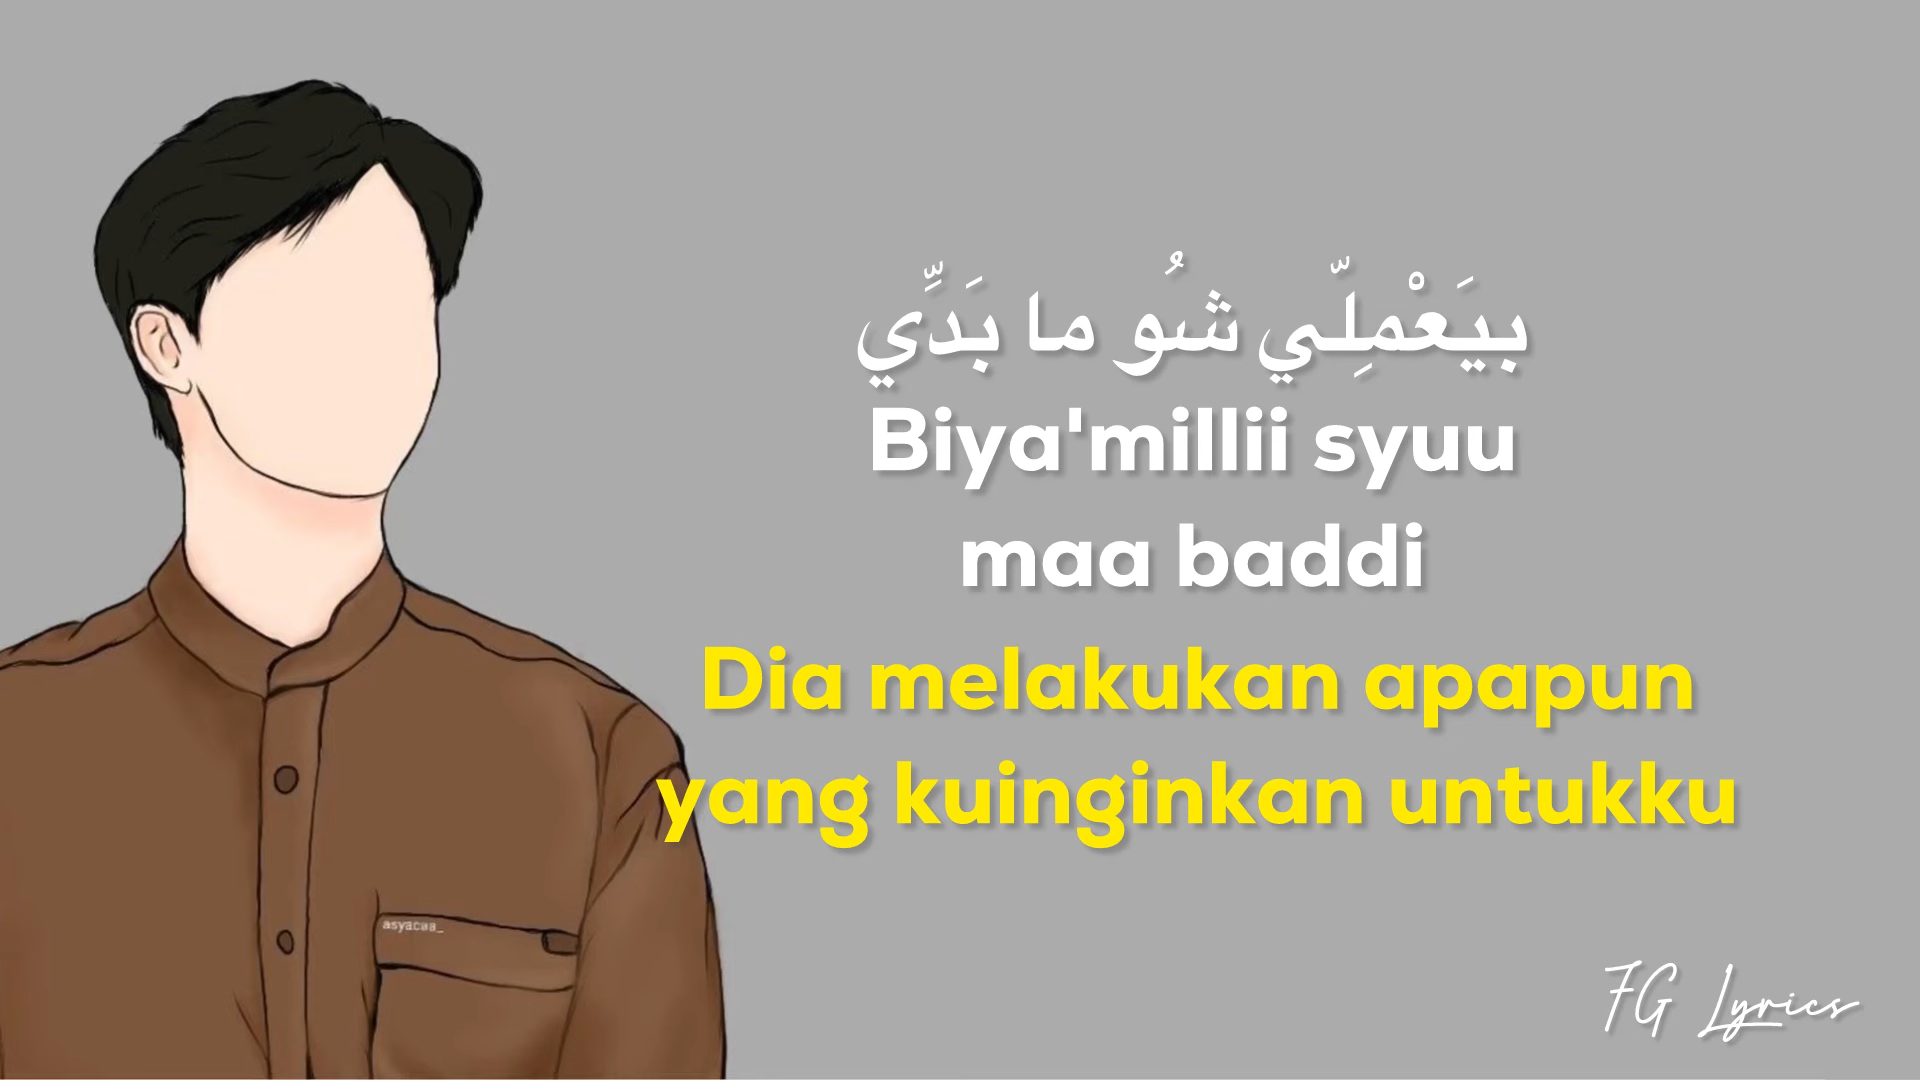 بيَعْمِلِّي شُو ما بَدِّي
Biya'millii syuu
maa baddi
Dia melakukan apapun
yang kuinginkan untukku
asyacaa_
FG Lyrics